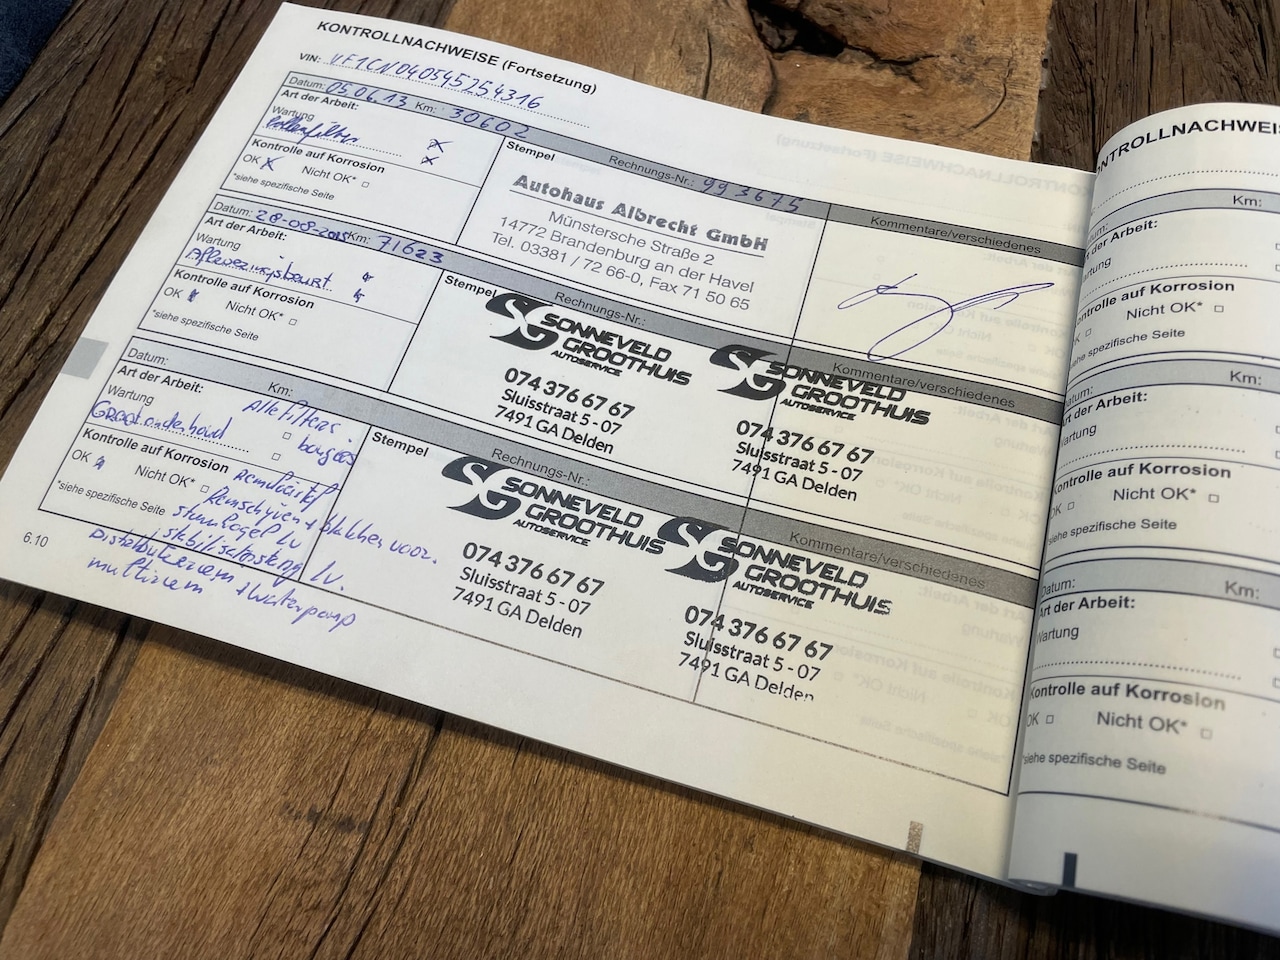 KONTROLLNACHWEISE (Fortsetzung)
VIN: VF1CN040545254316
Datum: 05.06.13 Km: 30602
Art der Arbeit:
Wartung
Pollenfilter
Kontrolle auf Korrosion
OK Nicht OK*
*siehe spezifische Seite
Stempel
Rechnungs-Nr.: 993675
Autohaus Albrecht GmbH
Münstersche Straße 2
14772 Brandenburg an der Havel
Tel. 03381 / 72 66-0, Fax 71 50 65
Kommentare/verschiedenes
Datum: 28-08-2015 Km: 71623
Art der Arbeit:
Wartung
Afleveringsbeurt
Kontrolle auf Korrosion
OK Nicht OK*
*siehe spezifische Seite
Stempel
Rechnungs-Nr.:
SG SONNEVELD
GROOTHUIS
AUTOSERVICE
074 376 67 67
Sluisstraat 5 - 07
7491 GA Delden
Kommentare/verschiedenes
SG SONNEVELD
GROOTHUIS
AUTOSERVICE
074 376 67 67
Sluisstraat 5 - 07
7491 GA Delden
Datum: Km:
Art der Arbeit:
Wartung
Groot onderhoud
Alle filters
bougies
Kontrolle auf Korrosion
OK Nicht OK*
*siehe spezifische Seite
Remschijven + blokken voor.
stuurkogel lv
stabilisatorstang lv.
Distributieriem + waterpomp
multiriem
Stempel
Rechnungs-Nr.:
SG SONNEVELD
GROOTHUIS
AUTOSERVICE
074 376 67 67
Sluisstraat 5 - 07
7491 GA Delden
Kommentare/verschiedenes
SG SONNEVELD
GROOTHUIS
AUTOSERVICE
074 376 67 67
Sluisstraat 5 - 07
7491 GA Delden
6.10
ONTROLLNACHWEIS
Datum: Km:
Art der Arbeit:
Wartung
Kontrolle auf Korrosion
OK Nicht OK*
*siehe spezifische Seite
Datum: Km:
Art der Arbeit:
Wartung
Kontrolle auf Korrosion
OK Nicht OK*
*siehe spezifische Seite
Datum: Km:
Art der Arbeit:
Wartung
Kontrolle auf Korrosion
OK Nicht OK*
*siehe spezifische Seite